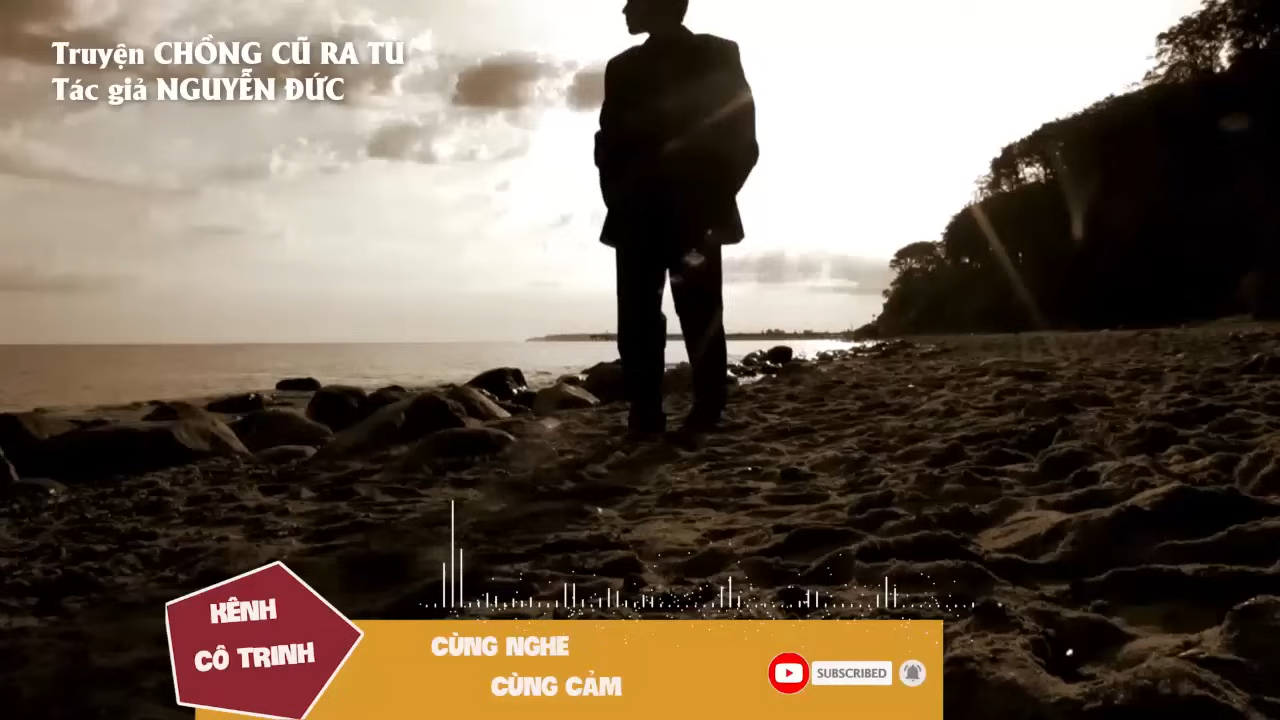 Truyện CHỒNG CŨ RA TU
Tác giả NGUYỄN ĐỨC
KÊNH
CÔ TRINH
CÙNG NGHE
CÙNG CẢM
SUBSCRIBED